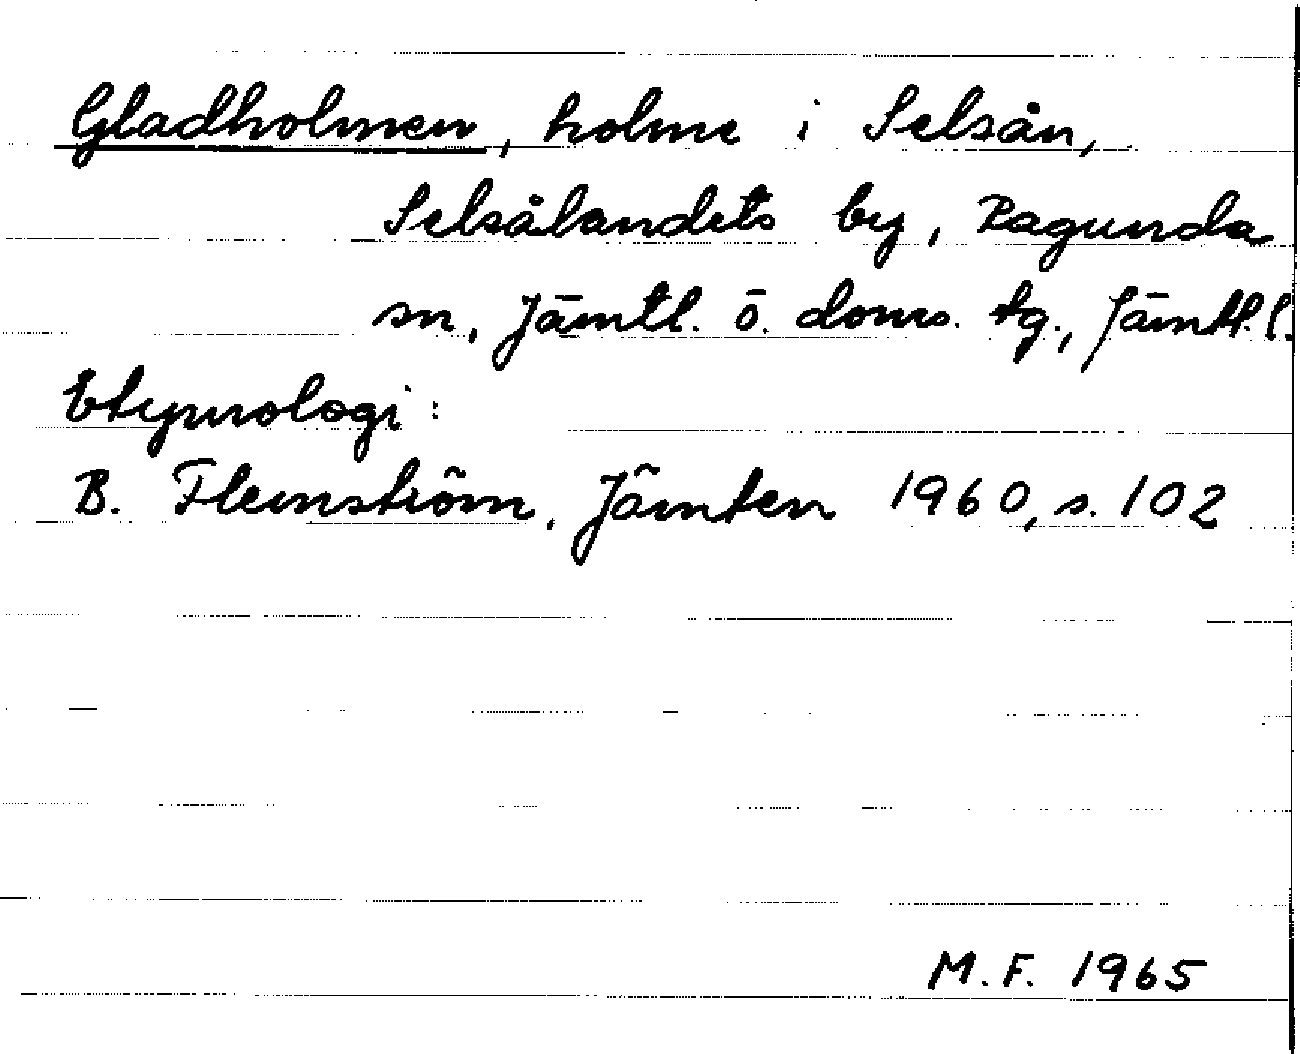 Gladholmen, holme i Selsån,
Selsålandets by, Ragunda
sn, Jämtl. ö. doms. tg., Jämtl. l.
Etymologi:
B. Flemström, Jämten 1960, s. 102
M.F. 1965